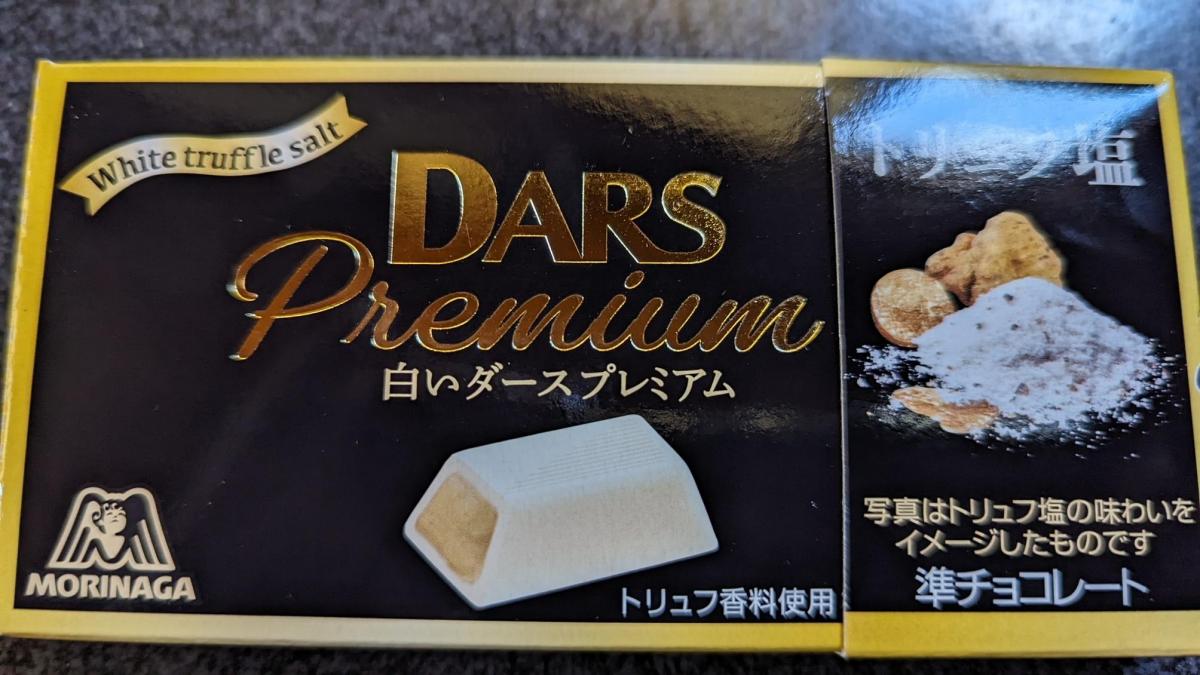 White truffle salt
DARS
Premium
白いダース プレミアム
MORINAGA
トリュフ香料使用
トリュフ塩
写真はトリュフ塩の味わいを
イメージしたものです
準チョコレート